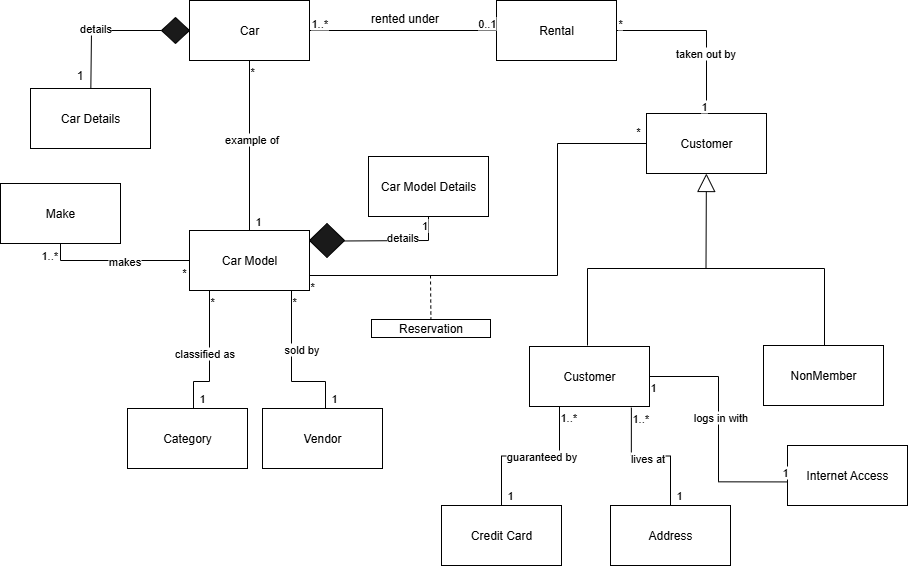 Car
1..*
rented under
0..1
Rental
*
details
taken out by
1
*
1
Car Details
*
Customer
example of
Car Model Details
Make
1
1
1..*
makes
*
Car Model
details
*
*
*
Reservation
classified as
sold by
Customer
NonMember
1
1
1
1..*
1..*
logs in with
Category
Vendor
guaranteed by
lives at
1
Internet Access
1
1
Credit Card
Address